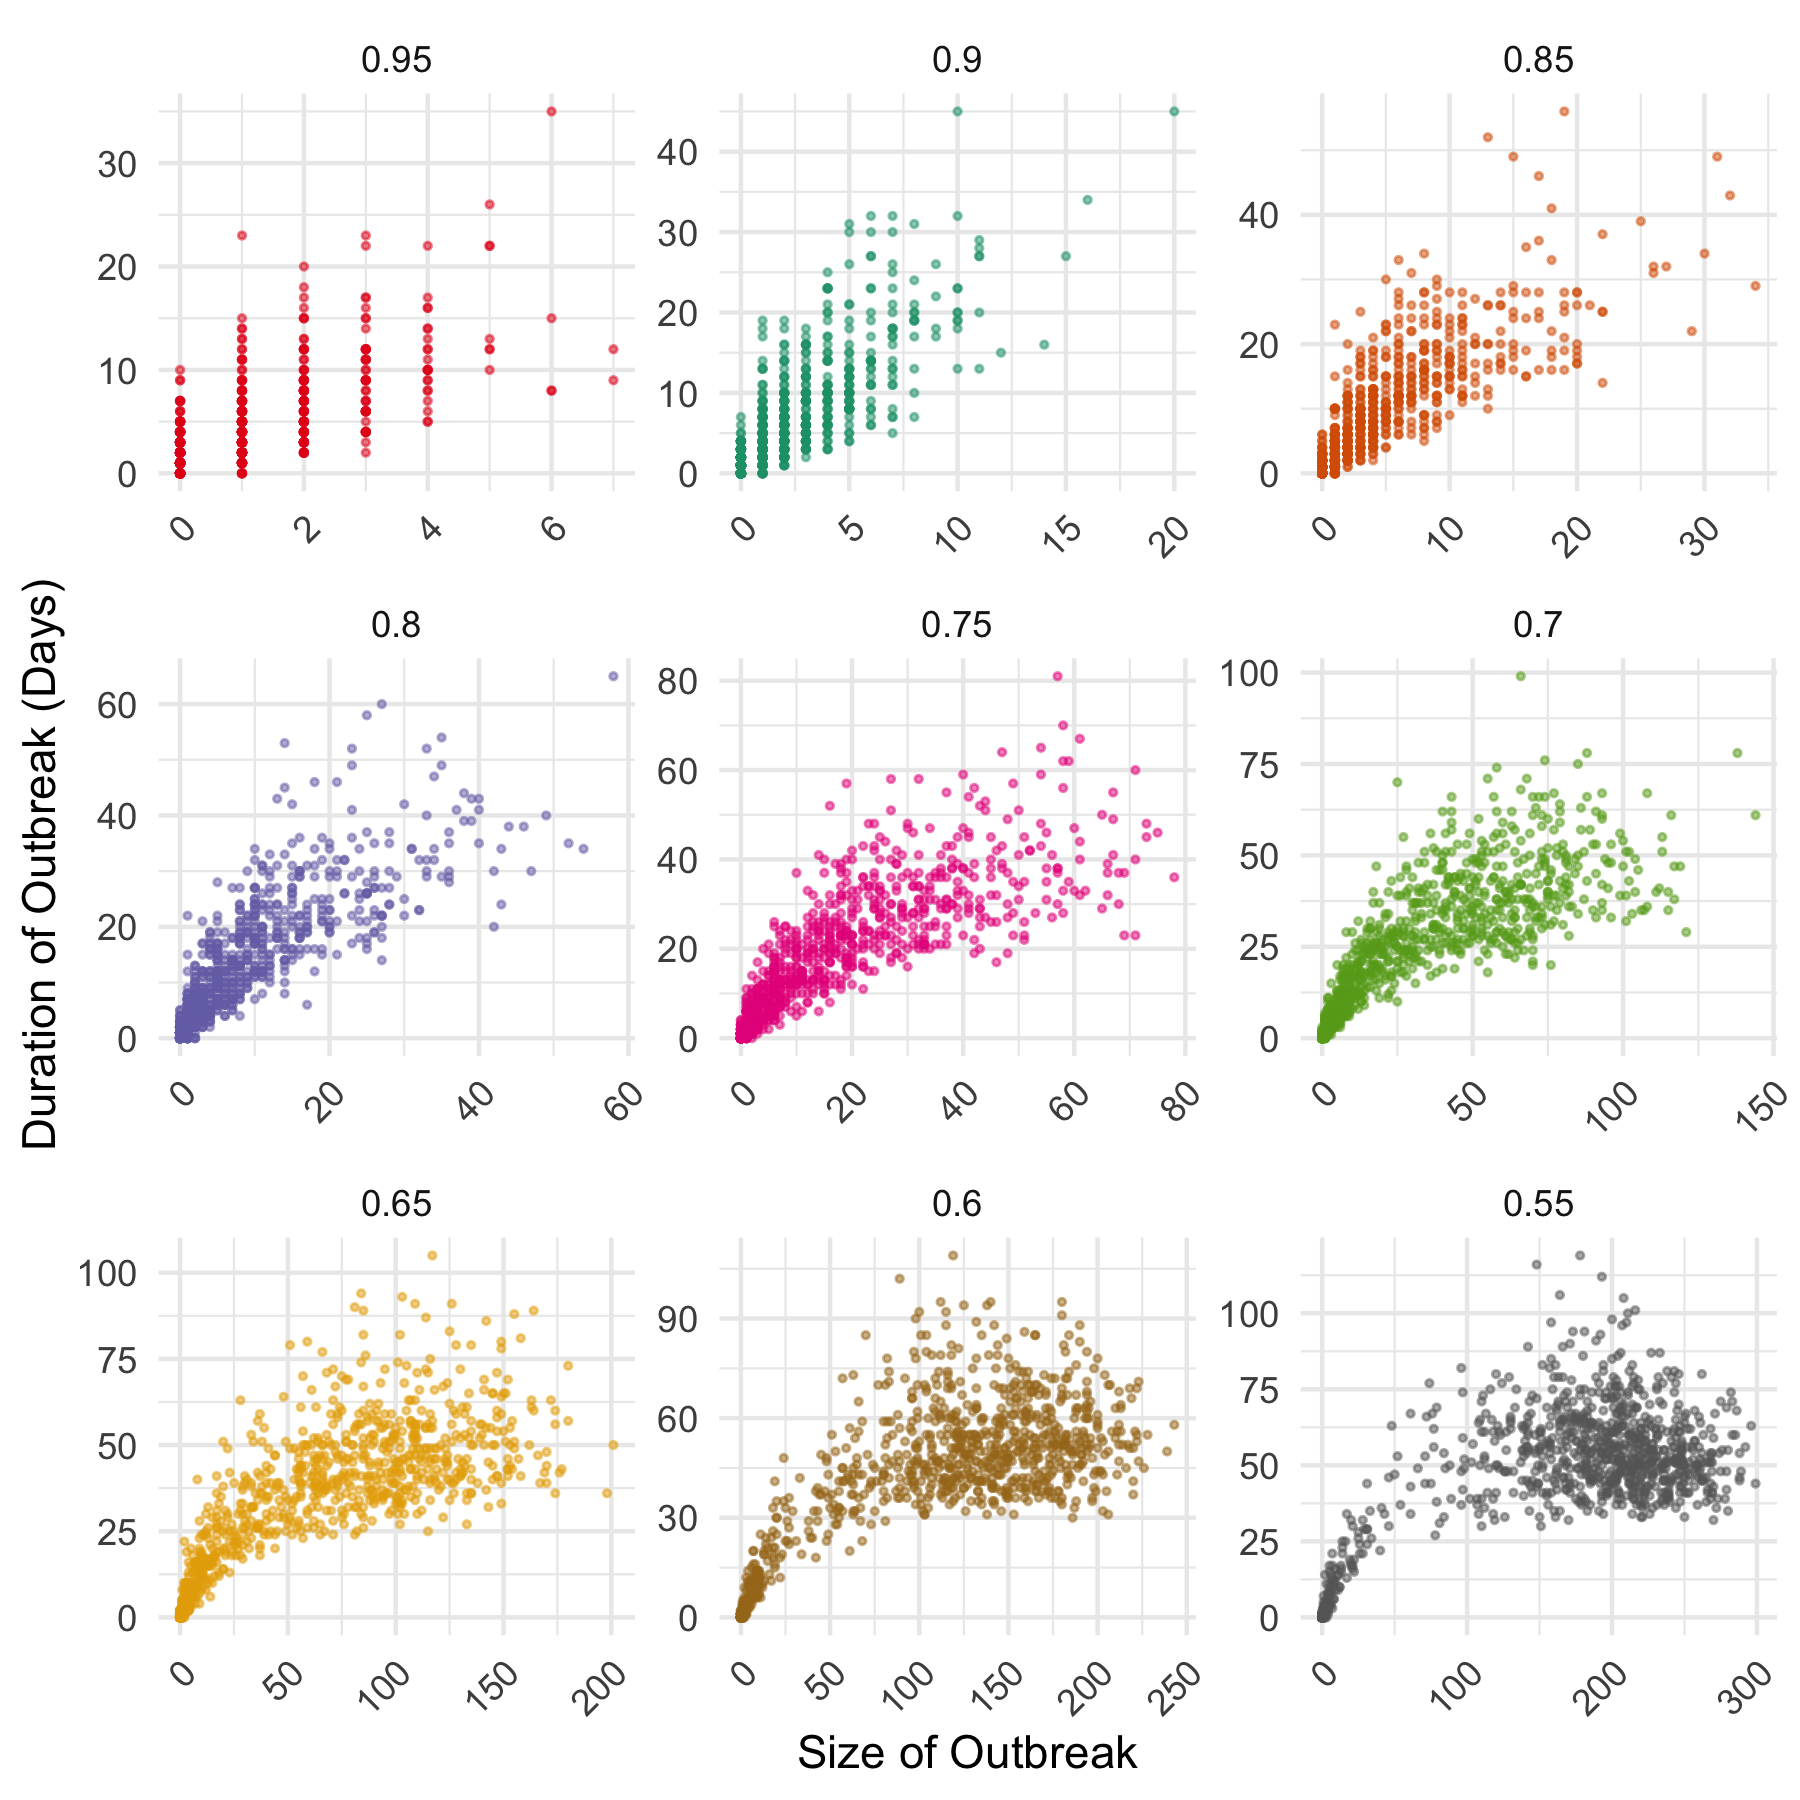 0.95 0.9 0.85
30 20 10 0
0 2 4 6
40 30 20 10 0
0 5 10 15 20
40 20 0
0 10 20 30
Duration of Outbreak (Days)
0.8 0.75 0.7
60 40 20 0
0 20 40 60
80 60 40 20 0
0 20 40 60 80
100 75 50 25 0
0 50 100 150
0.65 0.6 0.55
100 75 50 25 0
0 50 100 150 200
90 60 30 0
0 50 100 150 200 250
100 75 50 25 0
0 100 200 300
Size of Outbreak